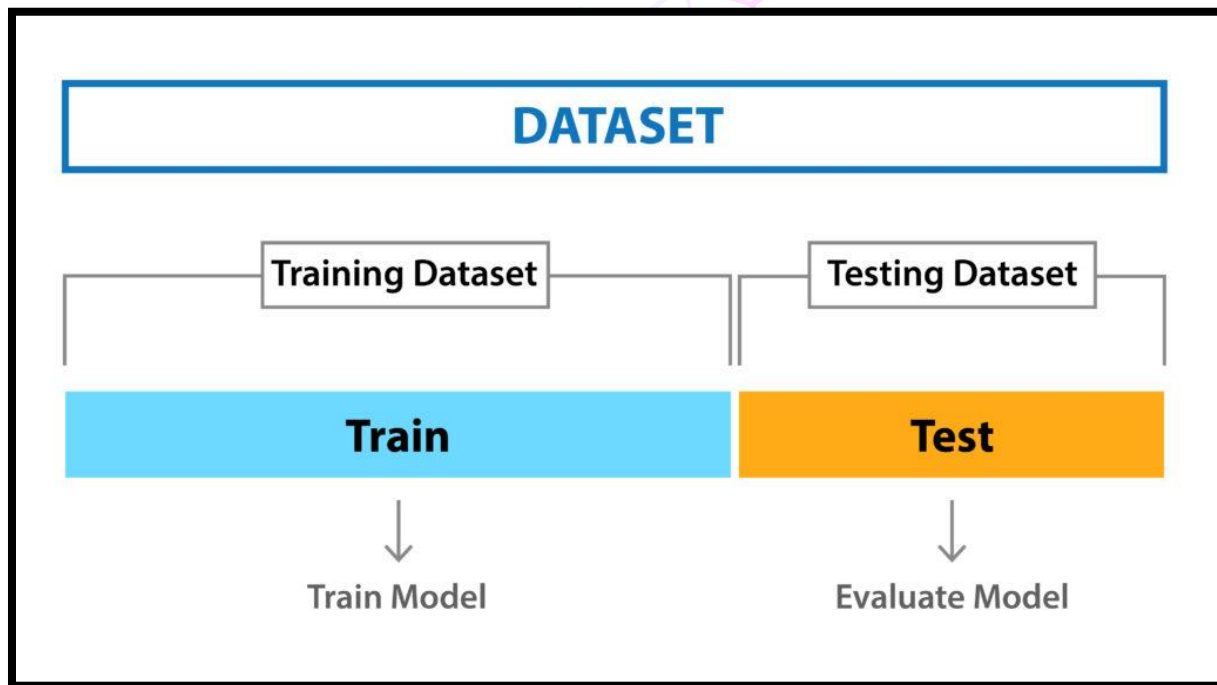 DATASET
Training Dataset
Testing Dataset
Train
Test
Train Model
Evaluate Model